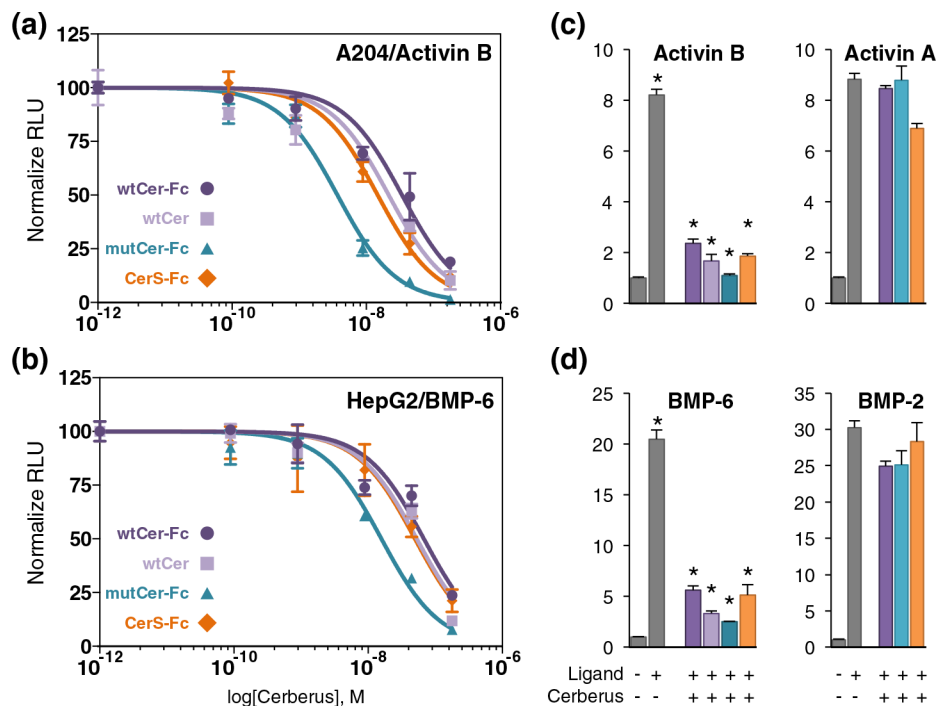 (a)
A204/Activin B
Normalize RLU
125
100
75
50
25
0
wtCer-Fc
wtCer
mutCer-Fc
CerS-Fc
10-12
10-10
10-8
10-6
(b)
HepG2/BMP-6
Normalize RLU
125
100
75
50
25
0
wtCer-Fc
wtCer
mutCer-Fc
CerS-Fc
10-12
10-10
10-8
10-6
log[Cerberus], M
(c)
Activin B
10
8
6
4
2
0
*
* * * *
Activin A
10
8
6
4
2
0
(d)
BMP-6
25
20
15
10
5
0
*
* * * *
BMP-2
35
30
25
20
15
10
5
0
Ligand - + + + + + - + + + +
Cerberus - - + + + + - - + + +